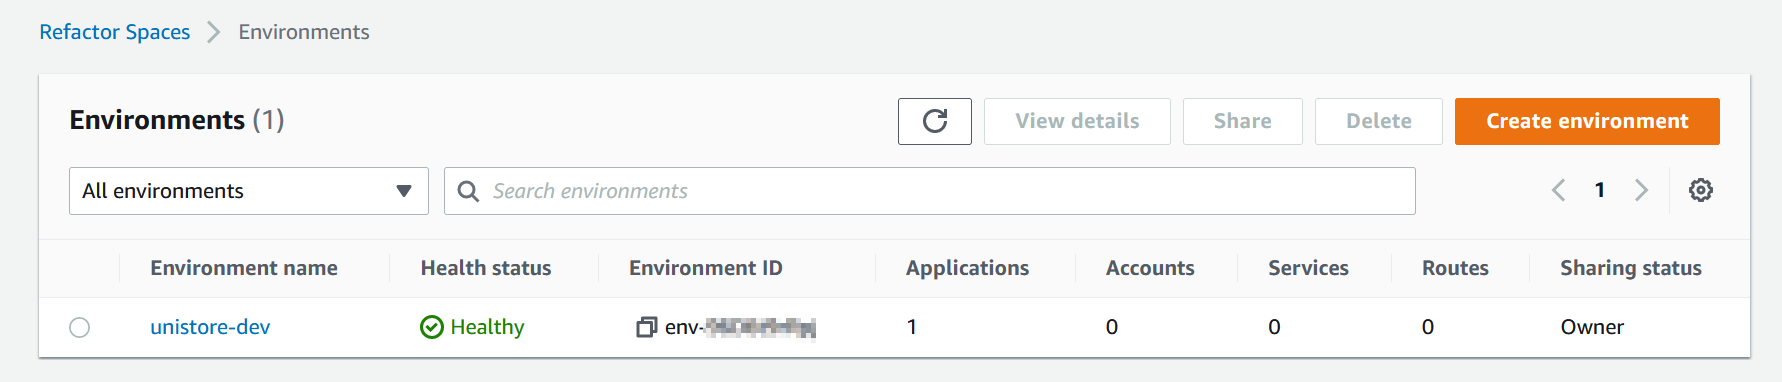 Refactor Spaces Environments
Environments (1)
View details Share Delete Create environment
All environments Search environments 1
Environment name Health status Environment ID Applications Accounts Services Routes Sharing status
unistore-dev Healthy env- 1 0 0 0 Owner